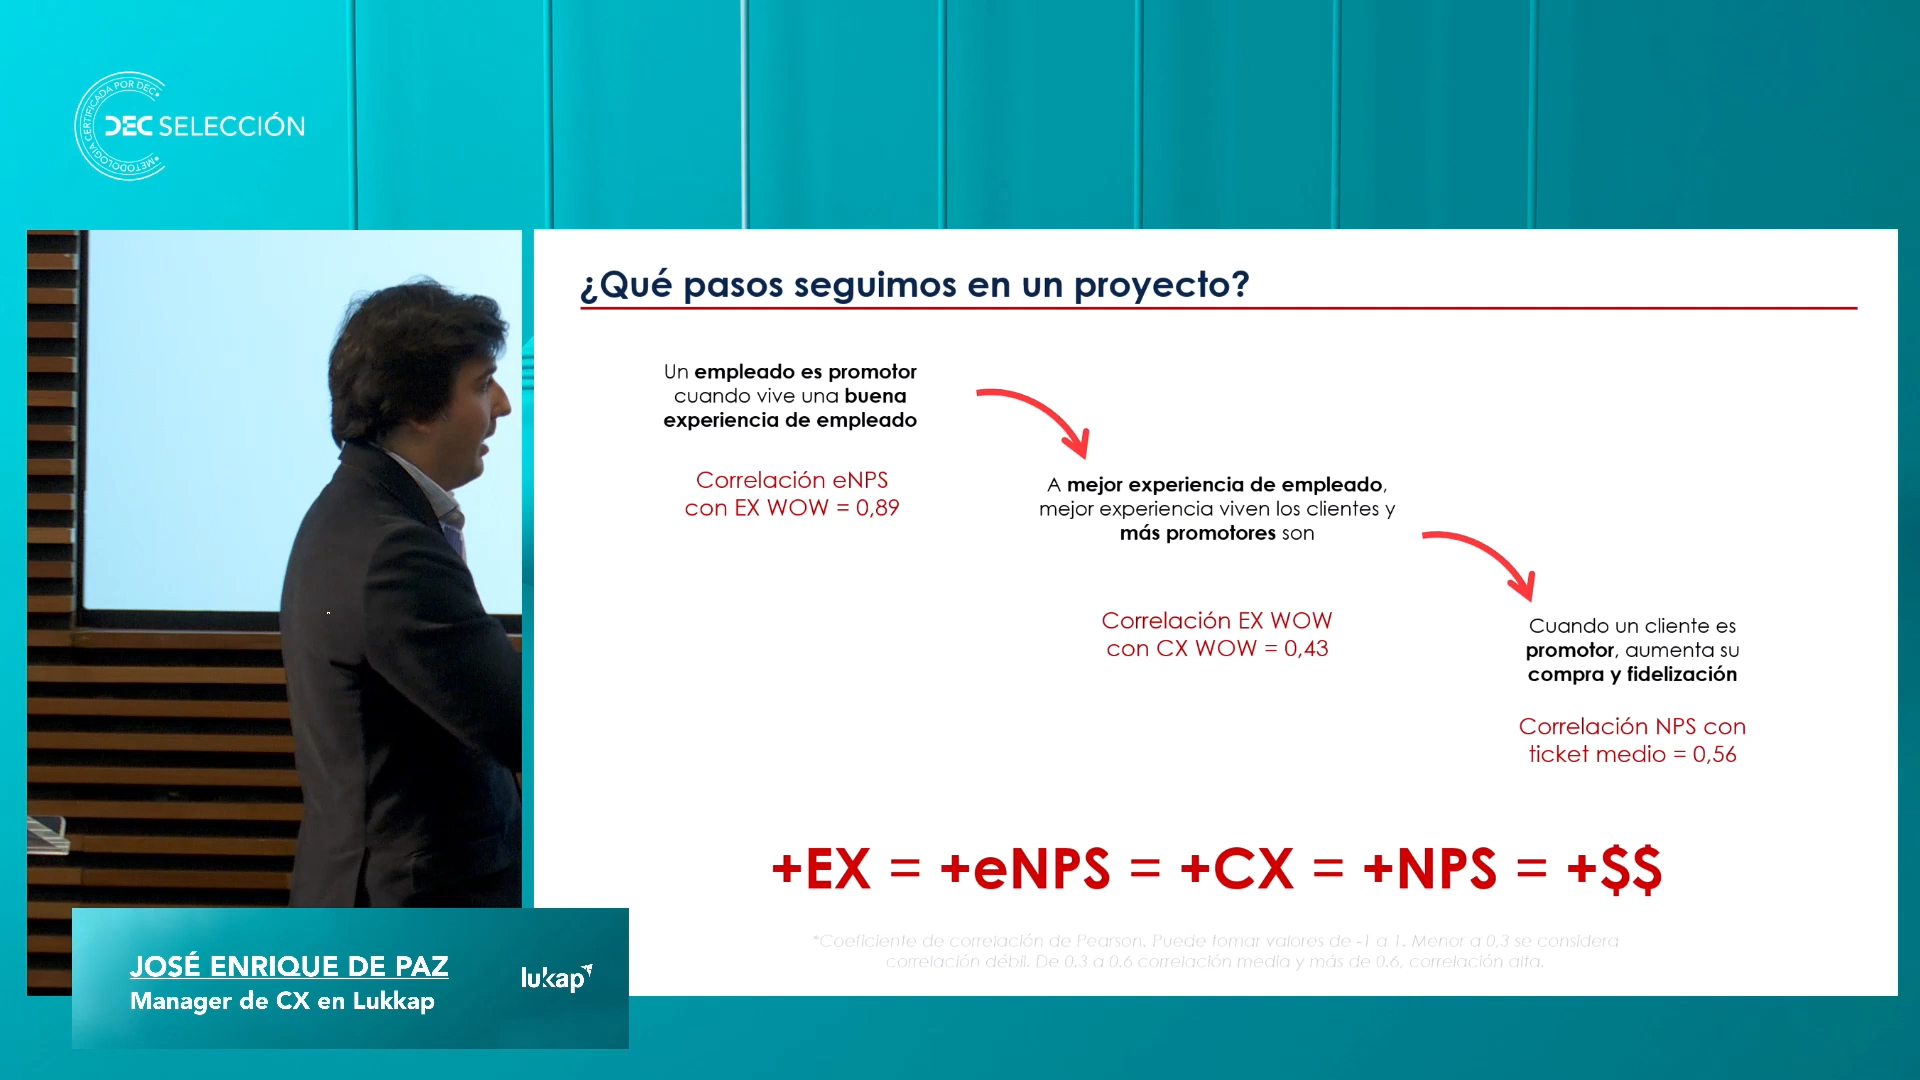 METODOLOGÍA CERTIFICADA POR DEC
DEC SELECCIÓN
¿Qué pasos seguimos en un proyecto?
Un empleado es promotor
cuando vive una buena
experiencia de empleado
Correlación eNPS
con EX WOW = 0,89
A mejor experiencia de empleado,
mejor experiencia viven los clientes y
más promotores son
Correlación EX WOW
con CX WOW = 0,43
Cuando un cliente es
promotor, aumenta su
compra y fidelización
Correlación NPS con
ticket medio = 0,56
+EX = +eNPS = +CX = +NPS = +$$
*Coeficiente de correlación de Pearson. Puede tomar valores de -1 a 1. Menor a 0,3 se considera
correlación débil. De 0.3 a 0.6 correlación media y más de 0.6, correlación alta.
JOSÉ ENRIQUE DE PAZ
Manager de CX en Lukkap
lukkap